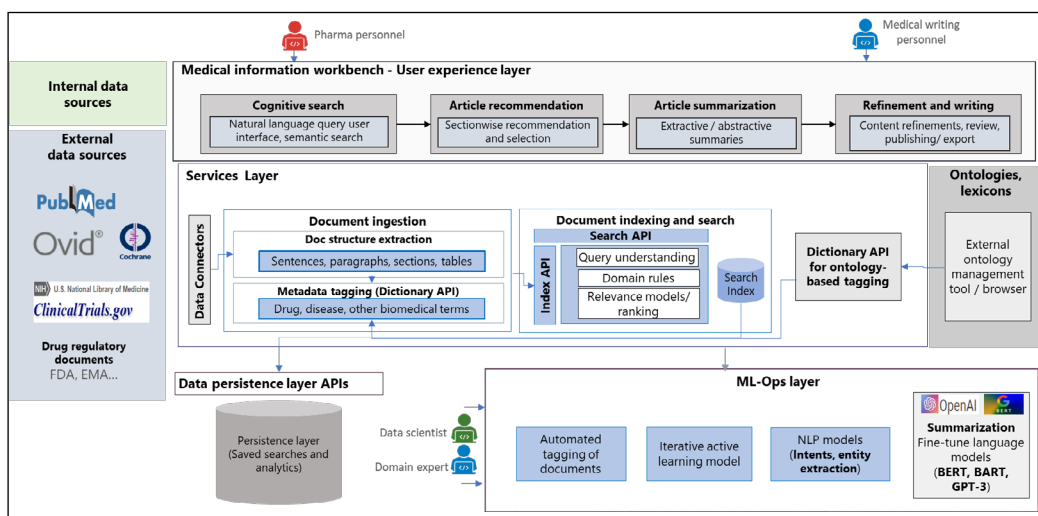 Pharma personnel
Medical writing
personnel
Internal data
sources
External
data sources
PubMed
Ovid®
Cochrane
NIH U.S. National Library of Medicine
ClinicalTrials.gov
Drug regulatory
documents
FDA, EMA...
Medical information workbench - User experience layer
Cognitive search
Natural language query user
interface, semantic search
Article recommendation
Sectionwise recommendation
and selection
Article summarization
Extractive / abstractive
summaries
Refinement and writing
Content refinements, review,
publishing/ export
Services Layer
Data Connectors
Document ingestion
Doc structure extraction
Sentences, paragraphs, sections, tables
Metadata tagging (Dictionary API)
Drug, disease, other biomedical terms
Document indexing and search
Search API
Index API
Query understanding
Domain rules
Relevance models/
ranking
Search
Index
Dictionary API
for ontology-
based tagging
Ontologies,
lexicons
External
ontology
management
tool / browser
Data persistence layer APIs
Persistence layer
(Saved searches and
analytics)
Data scientist
Domain expert
ML-Ops layer
Automated
tagging of
documents
Iterative active
learning model
NLP models
(Intents, entity
extraction)
OpenAI
BERT
Summarization
Fine-tune language
models
(BERT, BART,
GPT-3)